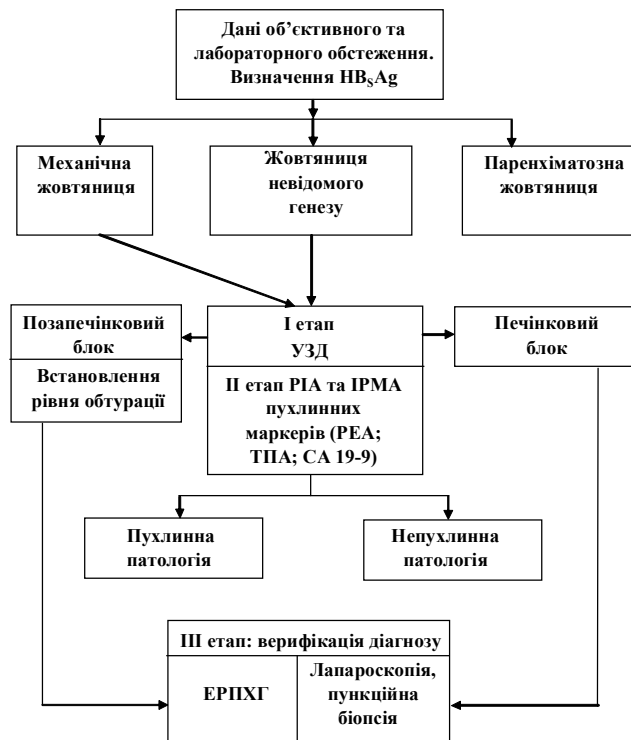 Дані об’єктивного та
лабораторного обстеження.
Визначення HBSAg
Механічна
жовтяниця
Жовтяниця
невідомого
генезу
Паренхіматозна
жовтяниця
Позапечінковий
блок
Встановлення
рівня обтурації
І етап
УЗД
ІІ етап РІА та ІРМА
пухлинних
маркерів (РЕА;
ТПА; СА 19-9)
Печінковий
блок
Пухлинна
патологія
Непухлинна
патологія
ІІІ етап: верифікація діагнозу
ЕРПХГ
Лапароскопія,
пункційна
біопсія